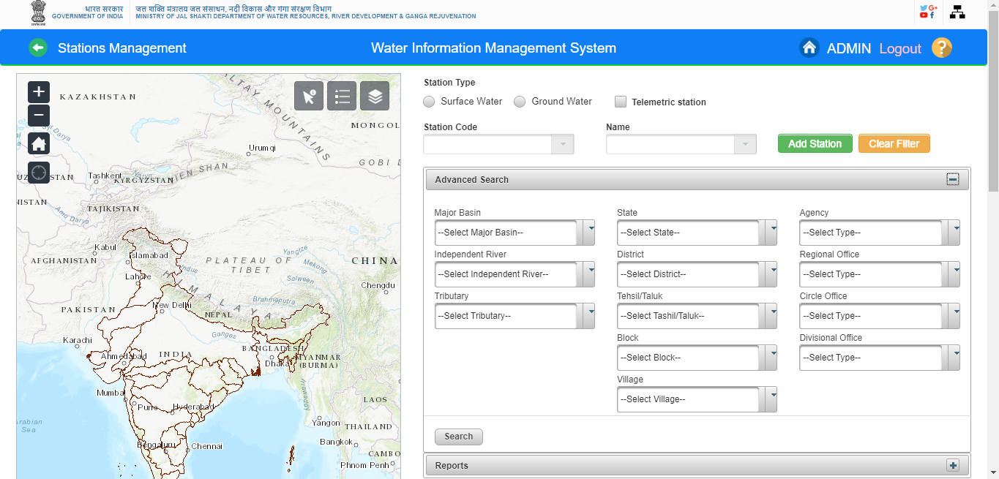 भारत सरकार
GOVERNMENT OF INDIA
जल शक्ति मंत्रालय जल संसाधन, नदी विकास और गंगा संरक्षण विभाग
MINISTRY OF JAL SHAKTI DEPARTMENT OF WATER RESOURCES, RIVER DEVELOPMENT & GANGA REJUVENATION
Stations Management
Water Information Management System
ADMIN Logout ?
KAZAKHSTAN
ALTAY MOUNTAINS
MONGOL
Syr Darya
Urumqi
GOBI D
UZ STAN
Tashkent
Naryn
KYRGYZSTAN
TIEN SHAN
NISTAN
TAJIKISTAN
Amu Darya
Kabul
Islamabad
AFGHANISTAN
PLATEAU OF TIBET
Yangtze
Mekong
Salween
CHINA
Indus
Lahore
HIMALAYA
Chengdu
Brahmaputra
New Delhi
NEPAL
PAKISTAN
Ganges
Karachi
BANGLADESH
Ahmedabad
INDIA
Dhaka
MYANMAR
(BURMA)
Mumba
Pune
Hyderabad
Irrawaddy
LAOS
Arabian
Sea
Yangon
THAILAND
Bengaluru
Chennai
Bangkok
CAMBO
Phnom Penh
Station Type
Surface Water
Ground Water
Telemetric station
Station Code
Name
Add Station
Clear Filter
Advanced Search
Major Basin
State
Agency
--Select Major Basin--
--Select State--
--Select Type--
Independent River
District
Regional Office
--Select Independent River--
--Select District--
--Select Type--
Tributary
Tehsil/Taluk
Circle Office
--Select Tributary--
--Select Tashil/Taluk--
--Select Type--
Block
Divisional Office
--Select Block--
--Select Type--
Village
--Select Village--
Search
Reports